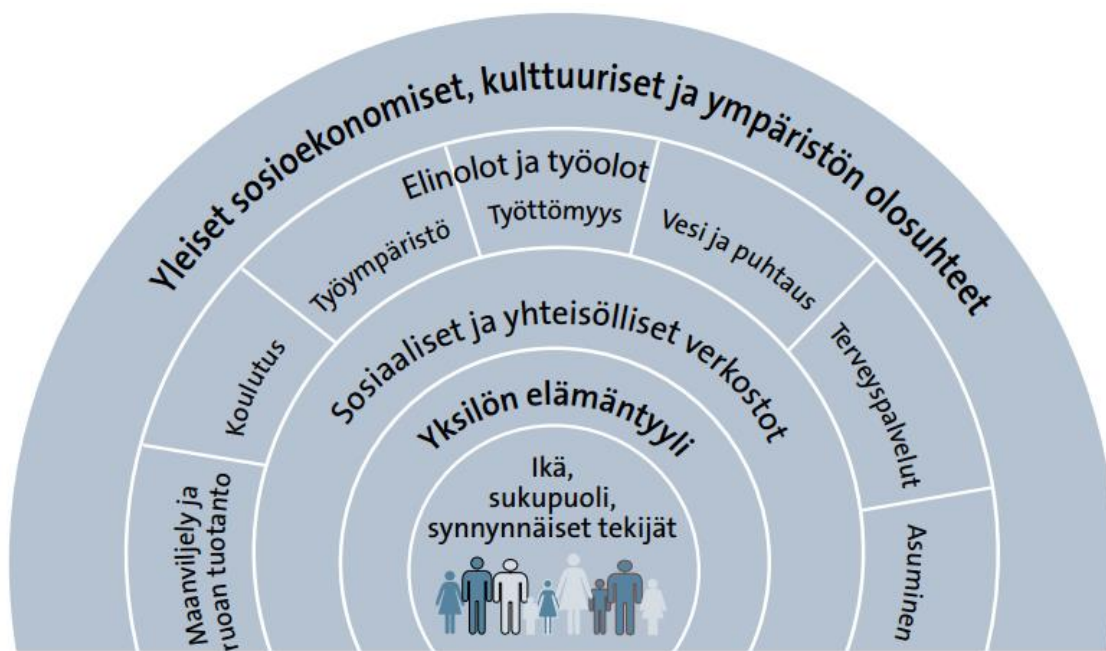 Yleiset sosioekonomiset, kulttuuriset ja ympäristön olosuhteet
Elinolot ja työolot
Maanviljely ja
ruoan tuotanto
Koulutus
Työympäristö
Työttömyys
Vesi ja puhtaus
Terveyspalvelut
Asuminen
Sosiaaliset ja yhteisölliset verkostot
Yksilön elämäntyyli
Ikä,
sukupuoli,
synnynnäiset tekijät